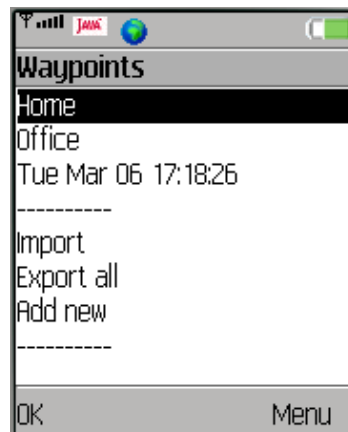 JAVA
Waypoints
Home
Office
Tue Mar 06 17:18:26
----------
Import
Export all
Add new
----------
OK Menu